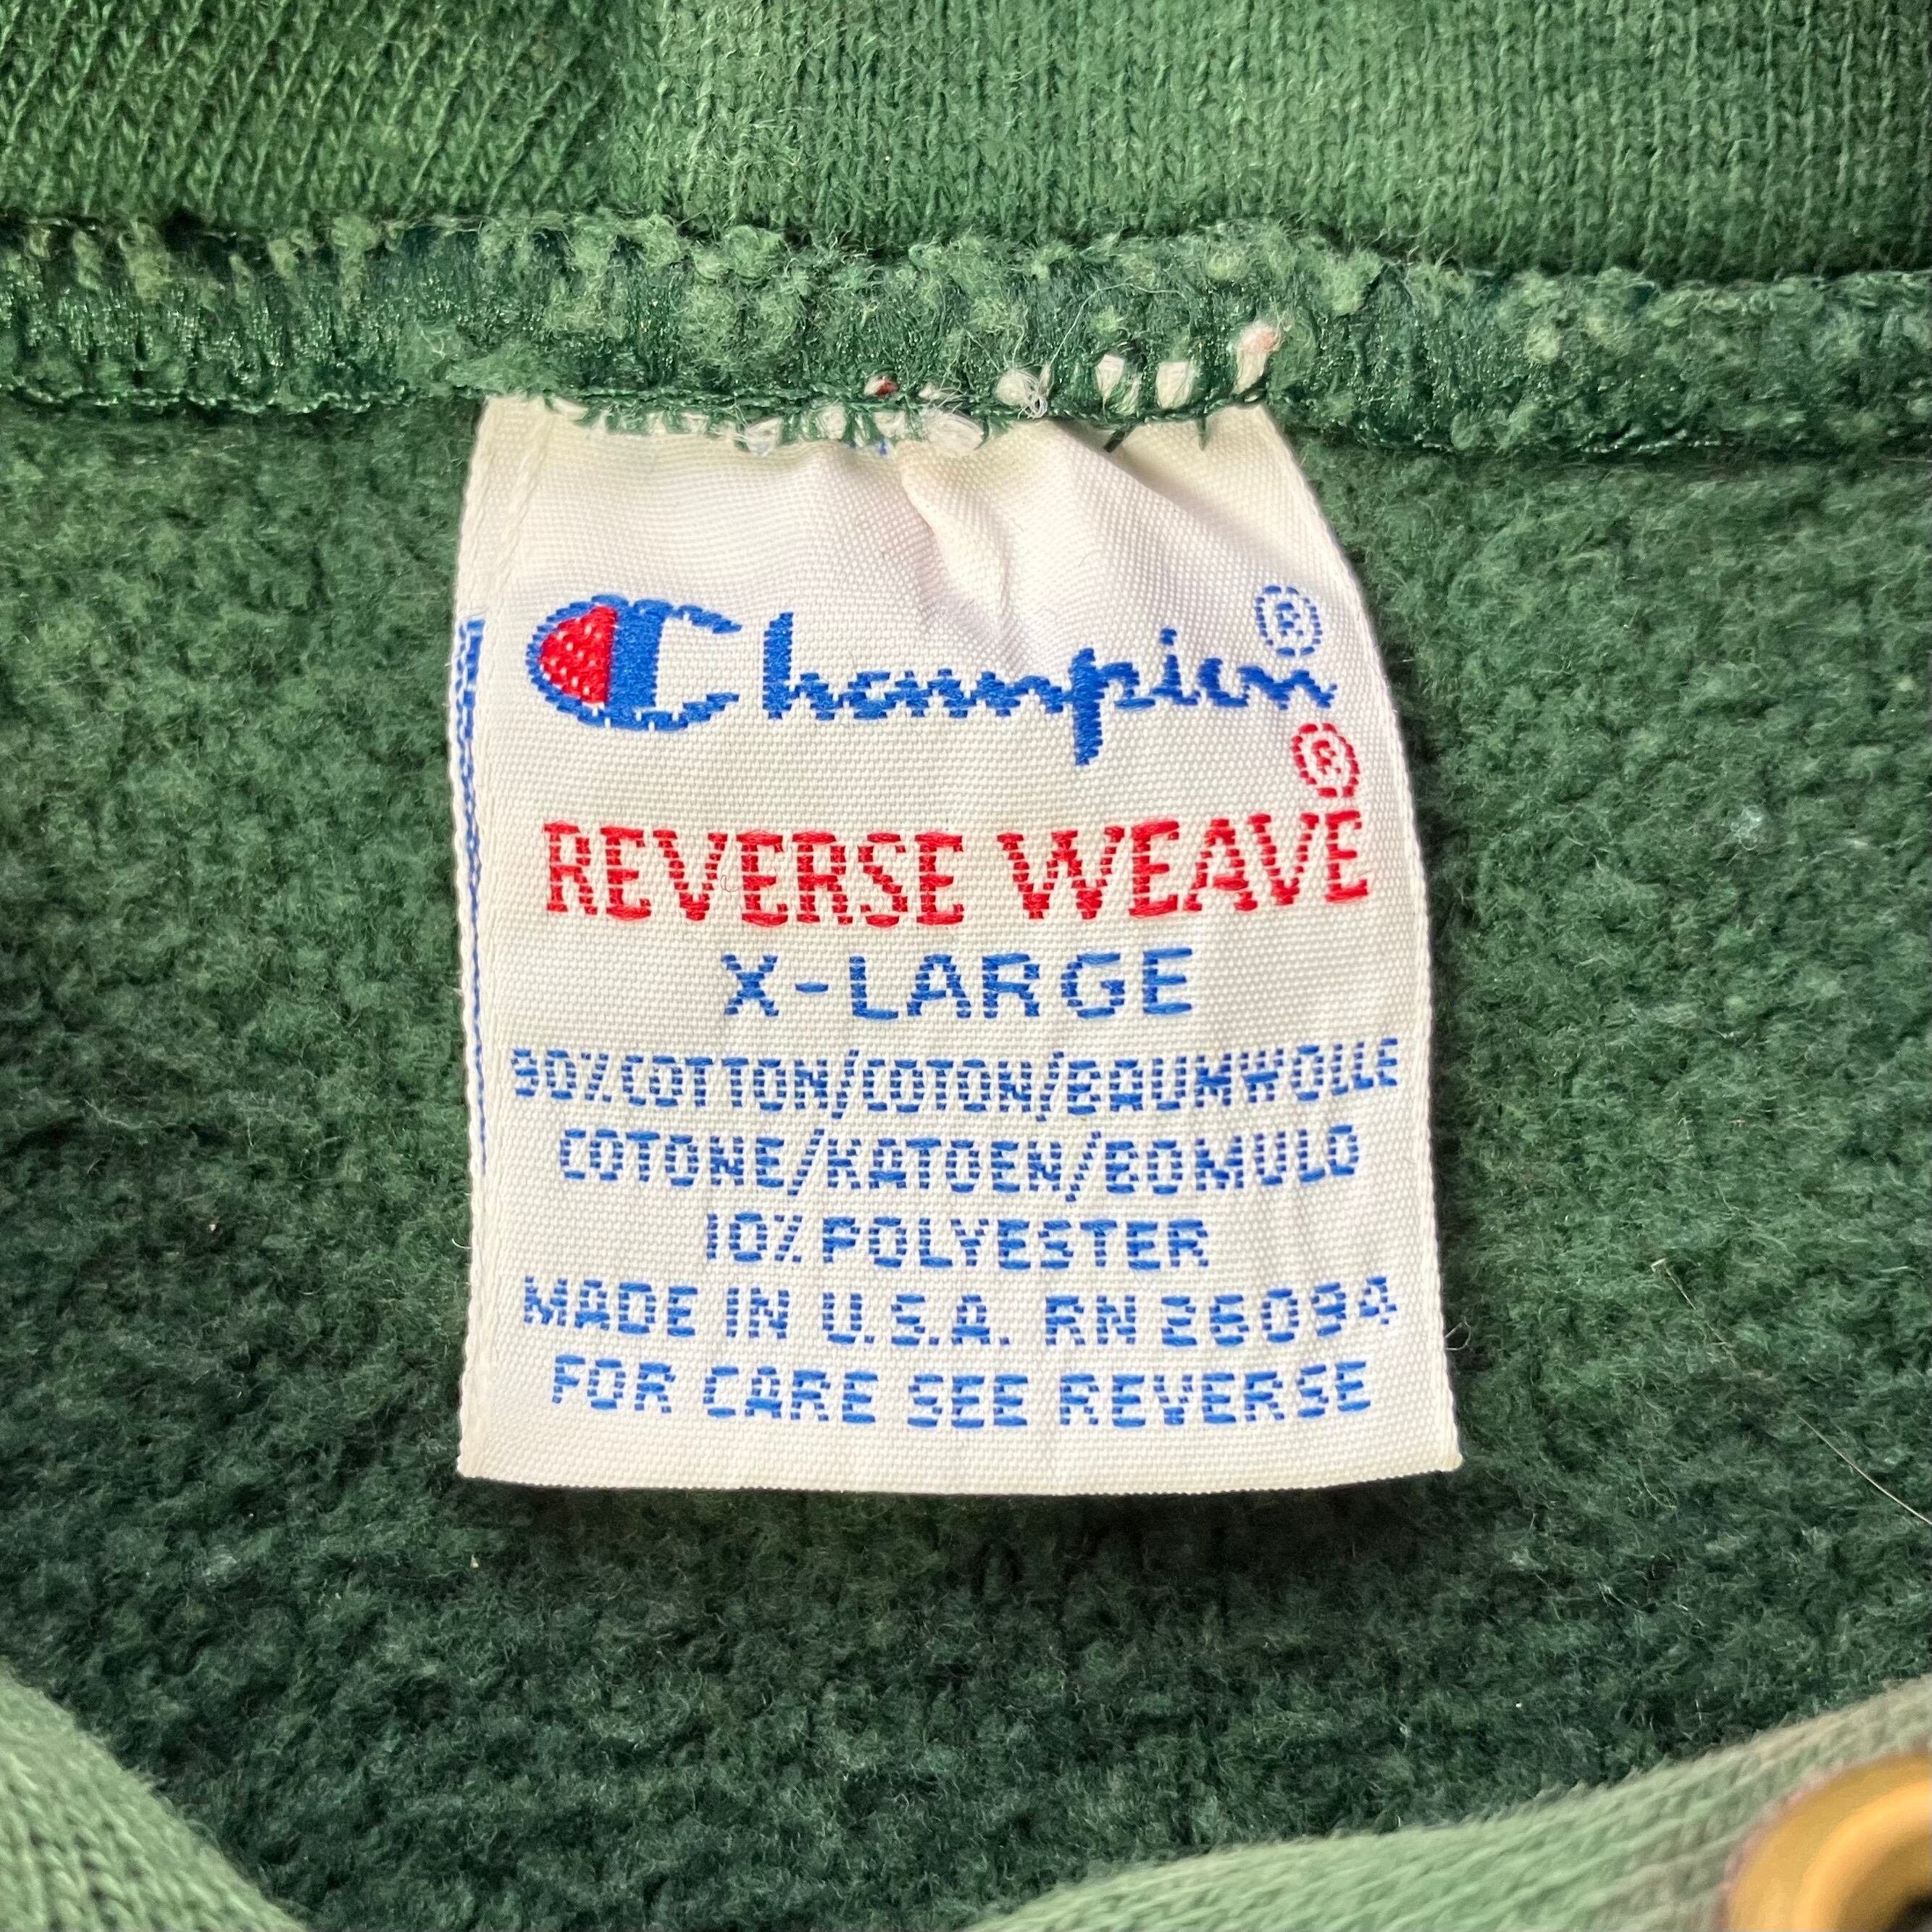 Champion®
®
REVERSE WEAVE
X-LARGE
90% COTTON/COTON/BAUMWOLLE
COTONE/KATOEN/BOMULD
10% POLYESTER
MADE IN U.S.A. RN 26094
FOR CARE SEE REVERSE